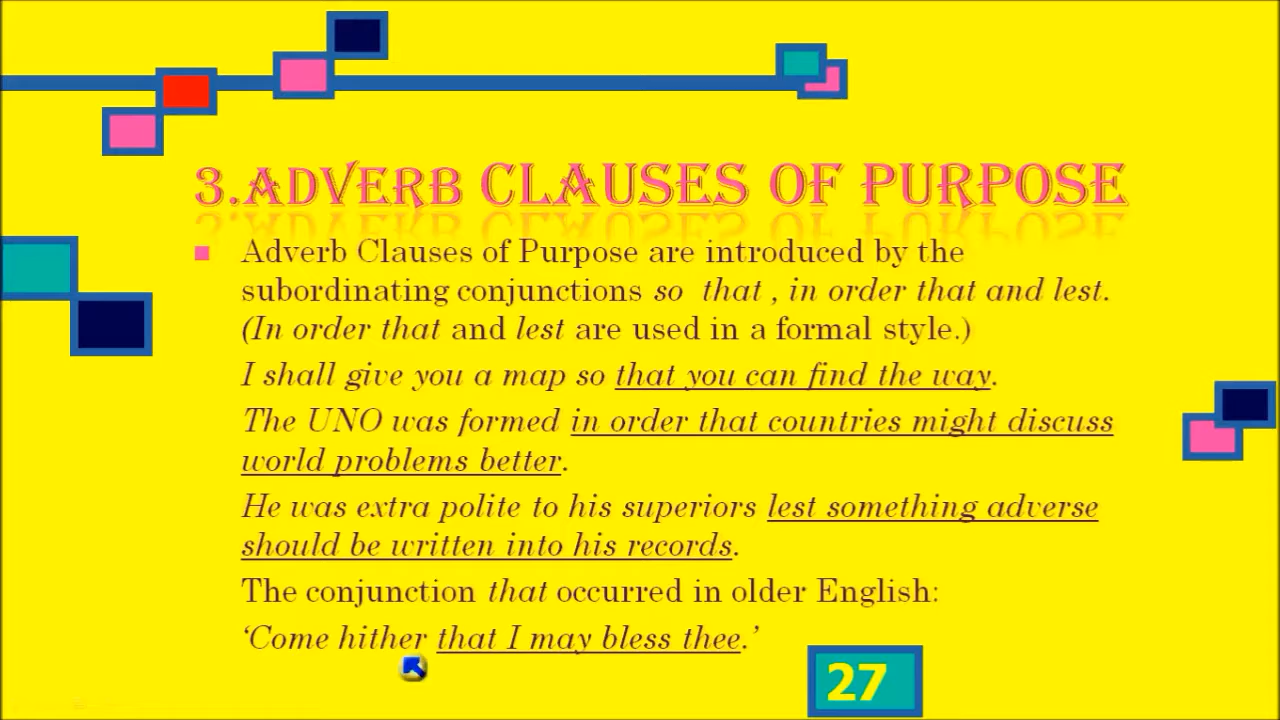 3.ADVERB CLAUSES OF PURPOSE
Adverb Clauses of Purpose are introduced by the
subordinating conjunctions so that , in order that and lest.
(In order that and lest are used in a formal style.)
I shall give you a map so that you can find the way.
The UNO was formed in order that countries might discuss
world problems better.
He was extra polite to his superiors lest something adverse
should be written into his records.
The conjunction that occurred in older English:
‘Come hither that I may bless thee.’
27